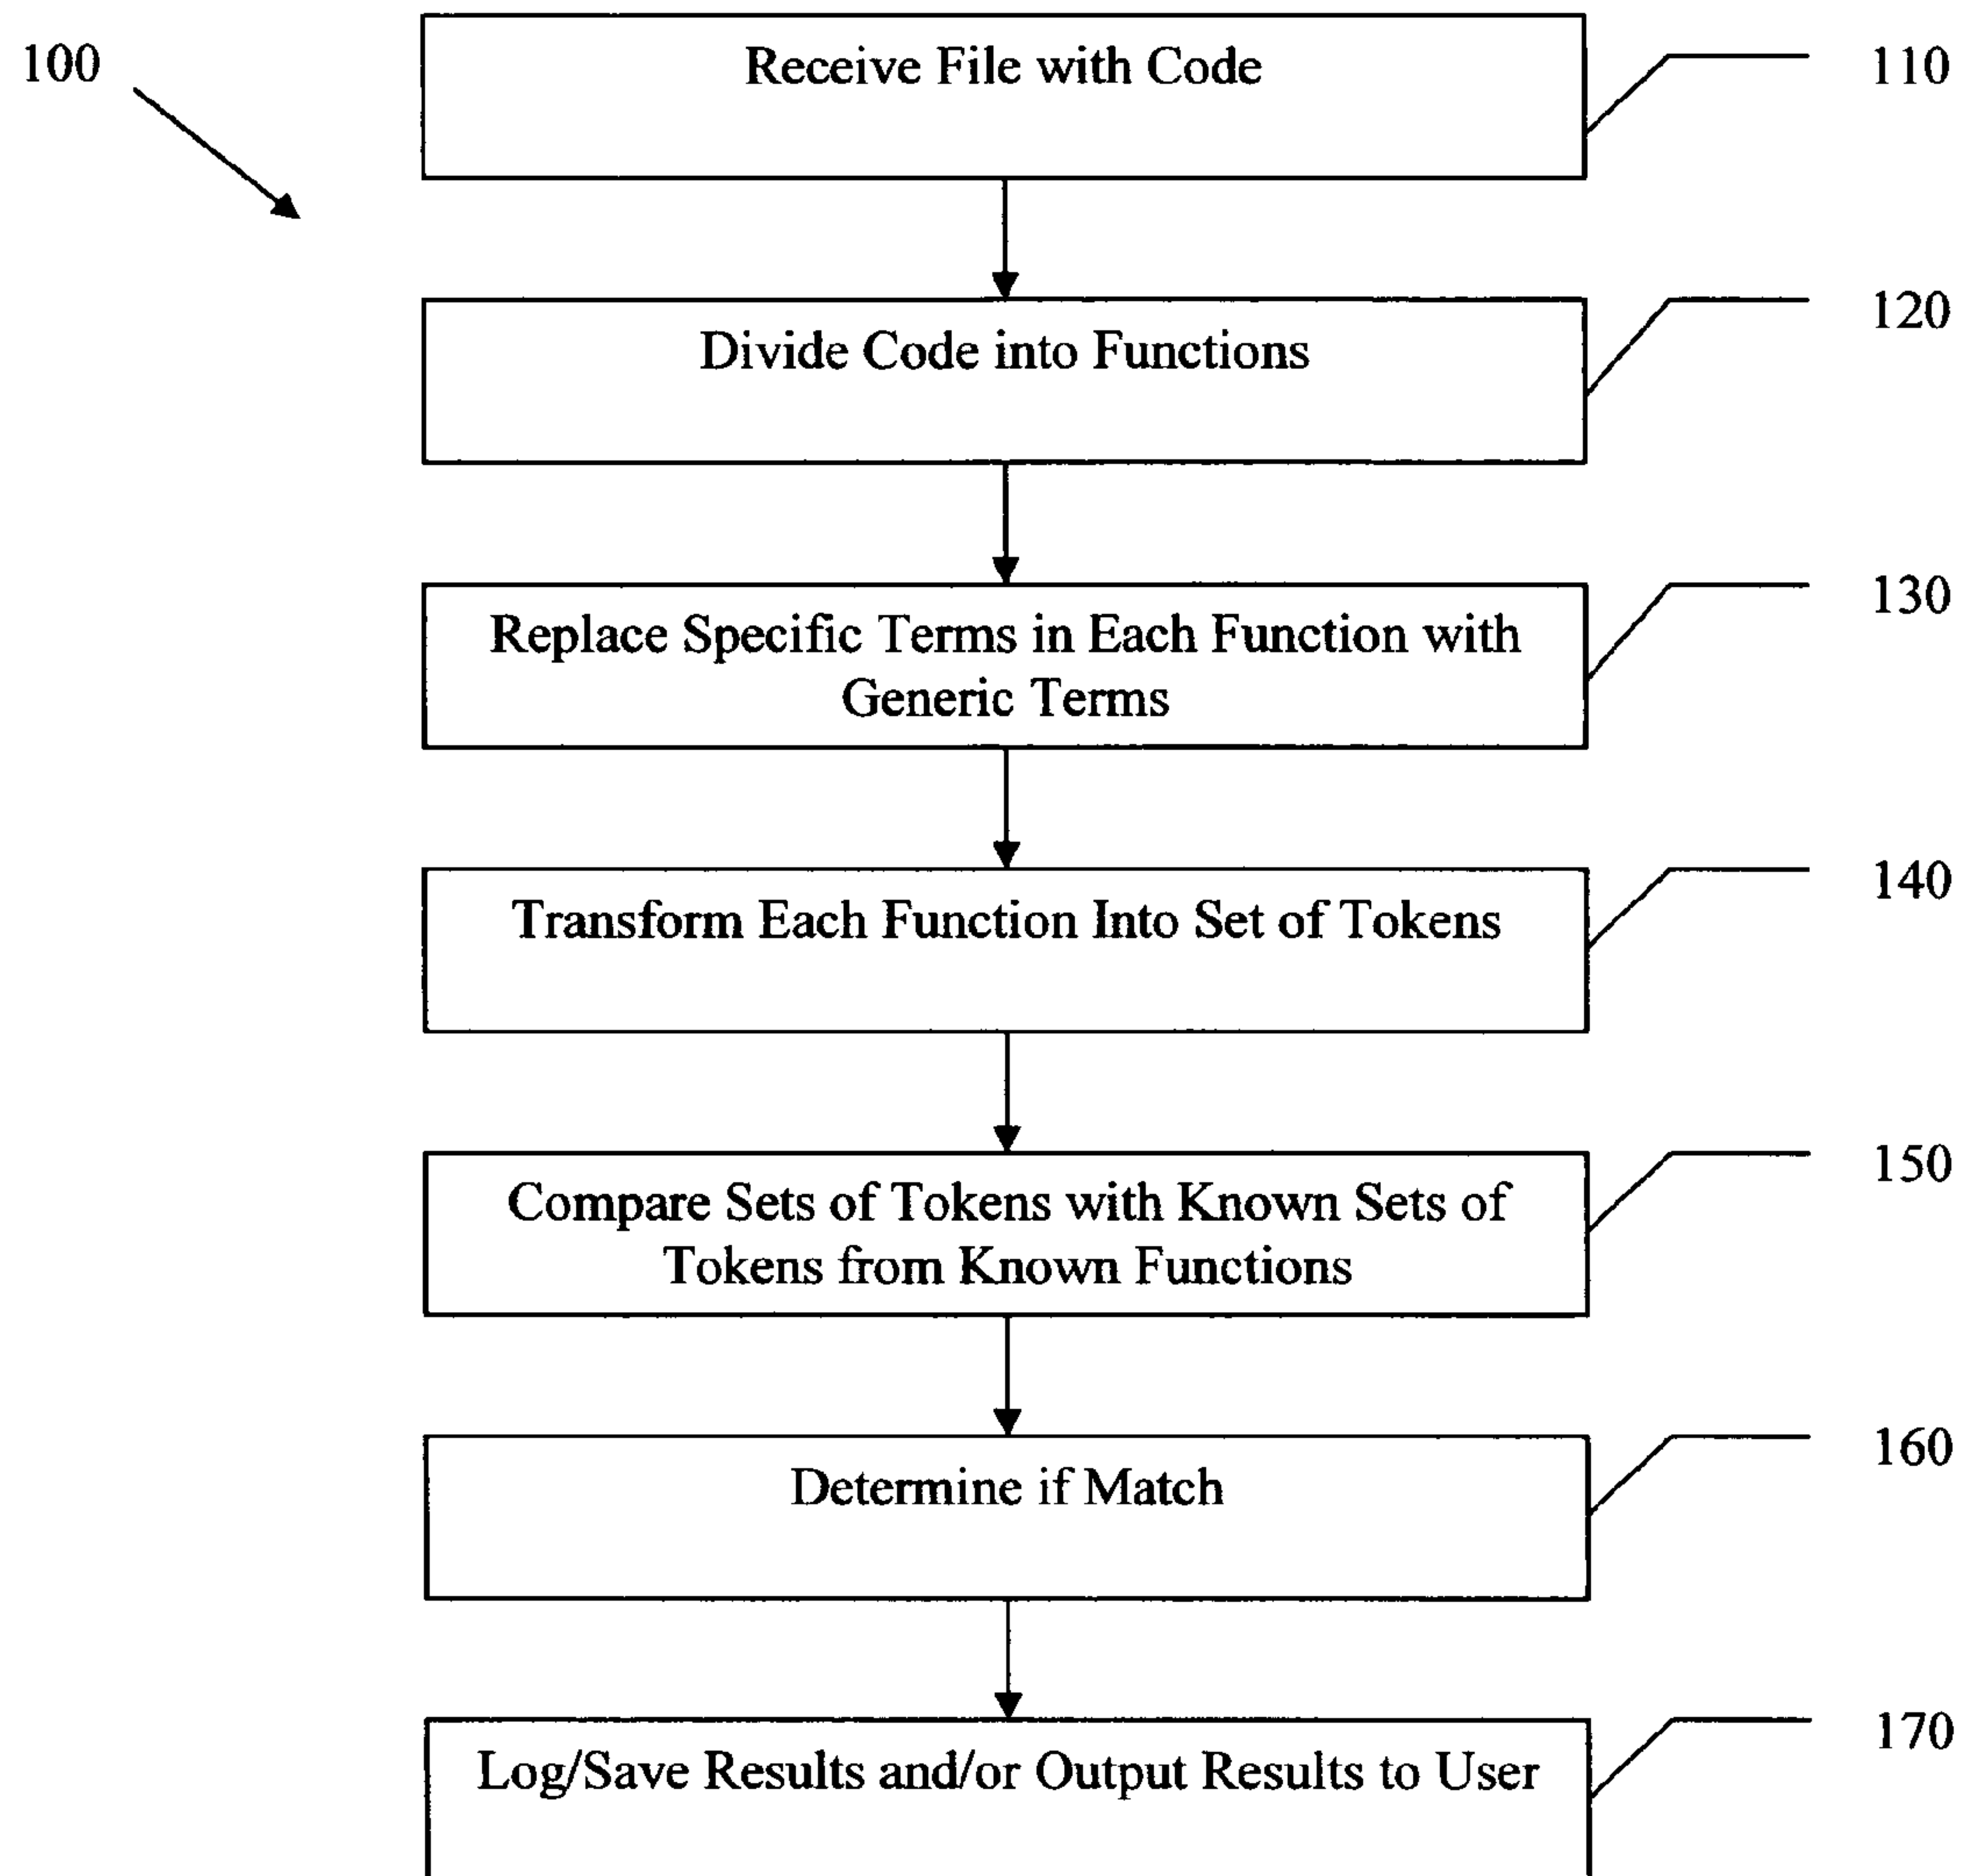 100
Receive File with Code
110
Divide Code into Functions
120
Replace Specific Terms in Each Function with
Generic Terms
130
Transform Each Function Into Set of Tokens
140
Compare Sets of Tokens with Known Sets of
Tokens from Known Functions
150
Determine if Match
160
Log/Save Results and/or Output Results to User
170